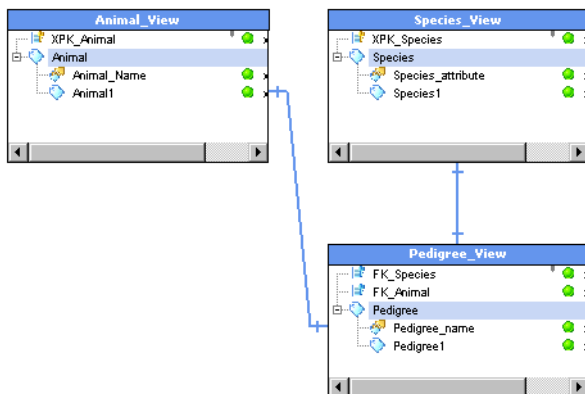 Animal_View
XPK_Animal
Animal
Animal_Name
Animal1
Species_View
XPK_Species
Species
Species_attribute
Species1
Pedigree_View
FK_Species
FK_Animal
Pedigree
Pedigree_name
Pedigree1